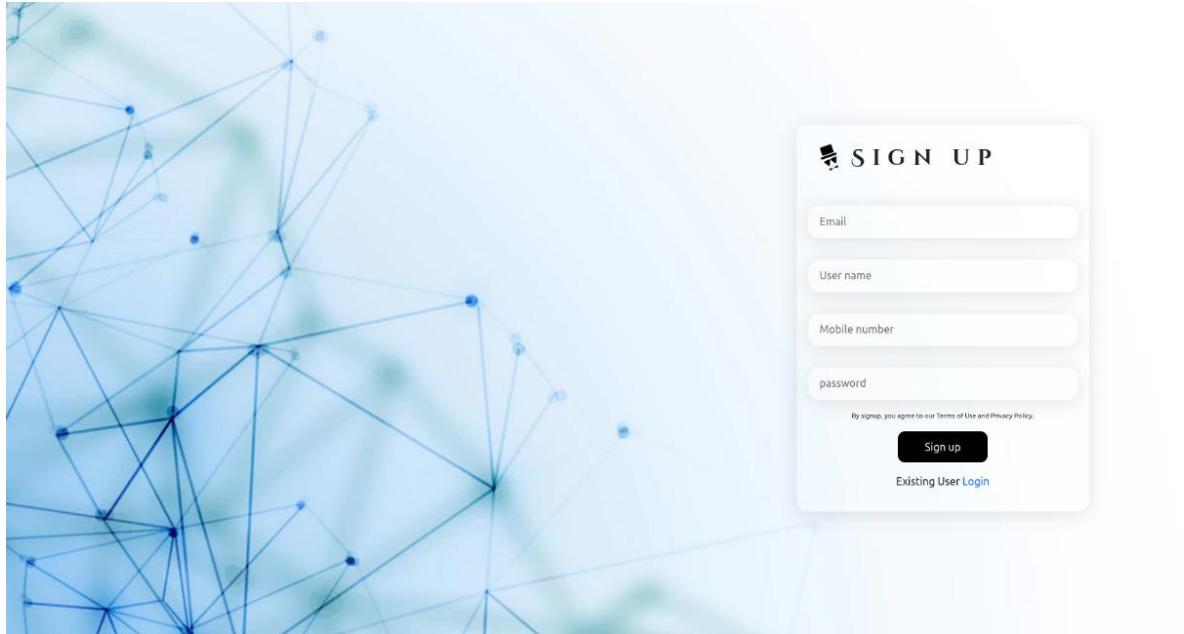 SIGN UP
Email
User name
Mobile number
password
By signup, you agree to our Terms of Use and Privacy Policy.
Sign up
Existing User Login